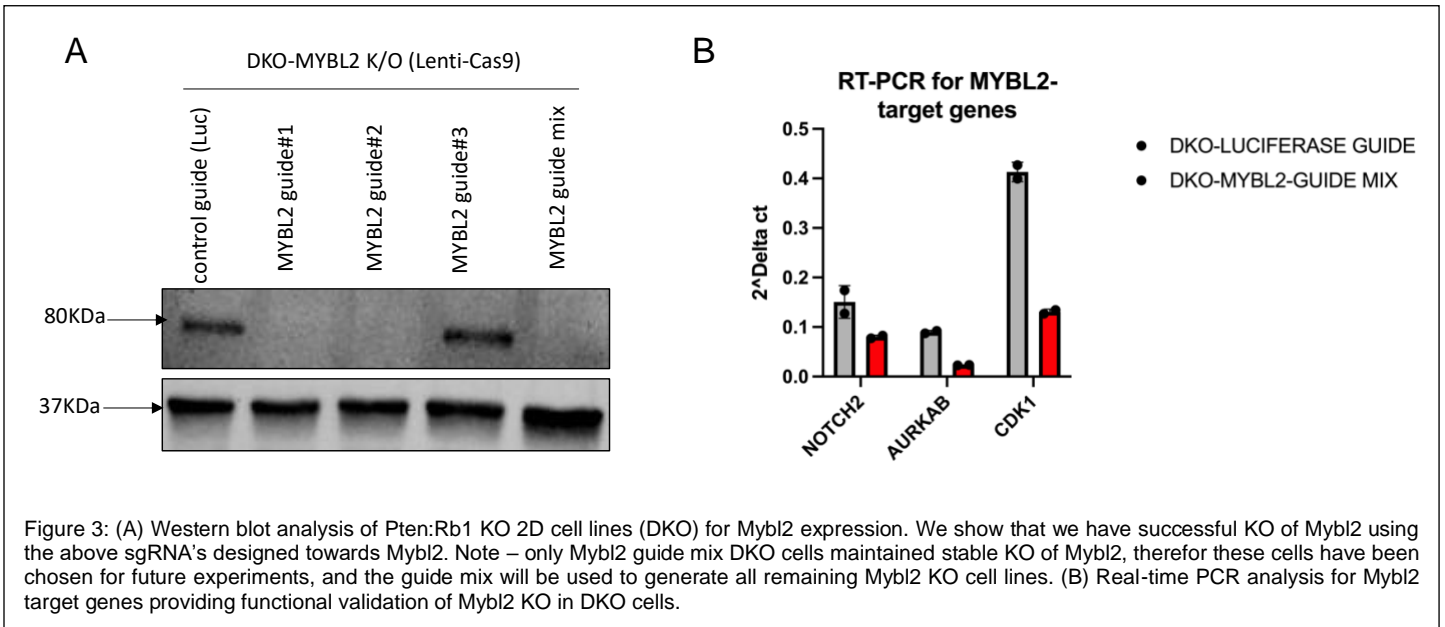 A
DKO-MYBL2 K/O (Lenti-Cas9)
control guide (Luc)
MYBL2 guide#1
MYBL2 guide#2
MYBL2 guide#3
MYBL2 guide mix
80KDa
37KDa
B
RT-PCR for MYBL2-
target genes
2^Delta ct
0.5
0.4
0.3
0.2
0.1
0.0
NOTCH2
AURKAB
CDK1
DKO-LUCIFERASE GUIDE
DKO-MYBL2-GUIDE MIX
Figure 3: (A) Western blot analysis of Pten:Rb1 KO 2D cell lines (DKO) for Mybl2 expression. We show that we have successful KO of Mybl2 using
the above sgRNA's designed towards Mybl2. Note – only Mybl2 guide mix DKO cells maintained stable KO of Mybl2, therefor these cells have been
chosen for future experiments, and the guide mix will be used to generate all remaining Mybl2 KO cell lines. (B) Real-time PCR analysis for Mybl2
target genes providing functional validation of Mybl2 KO in DKO cells.